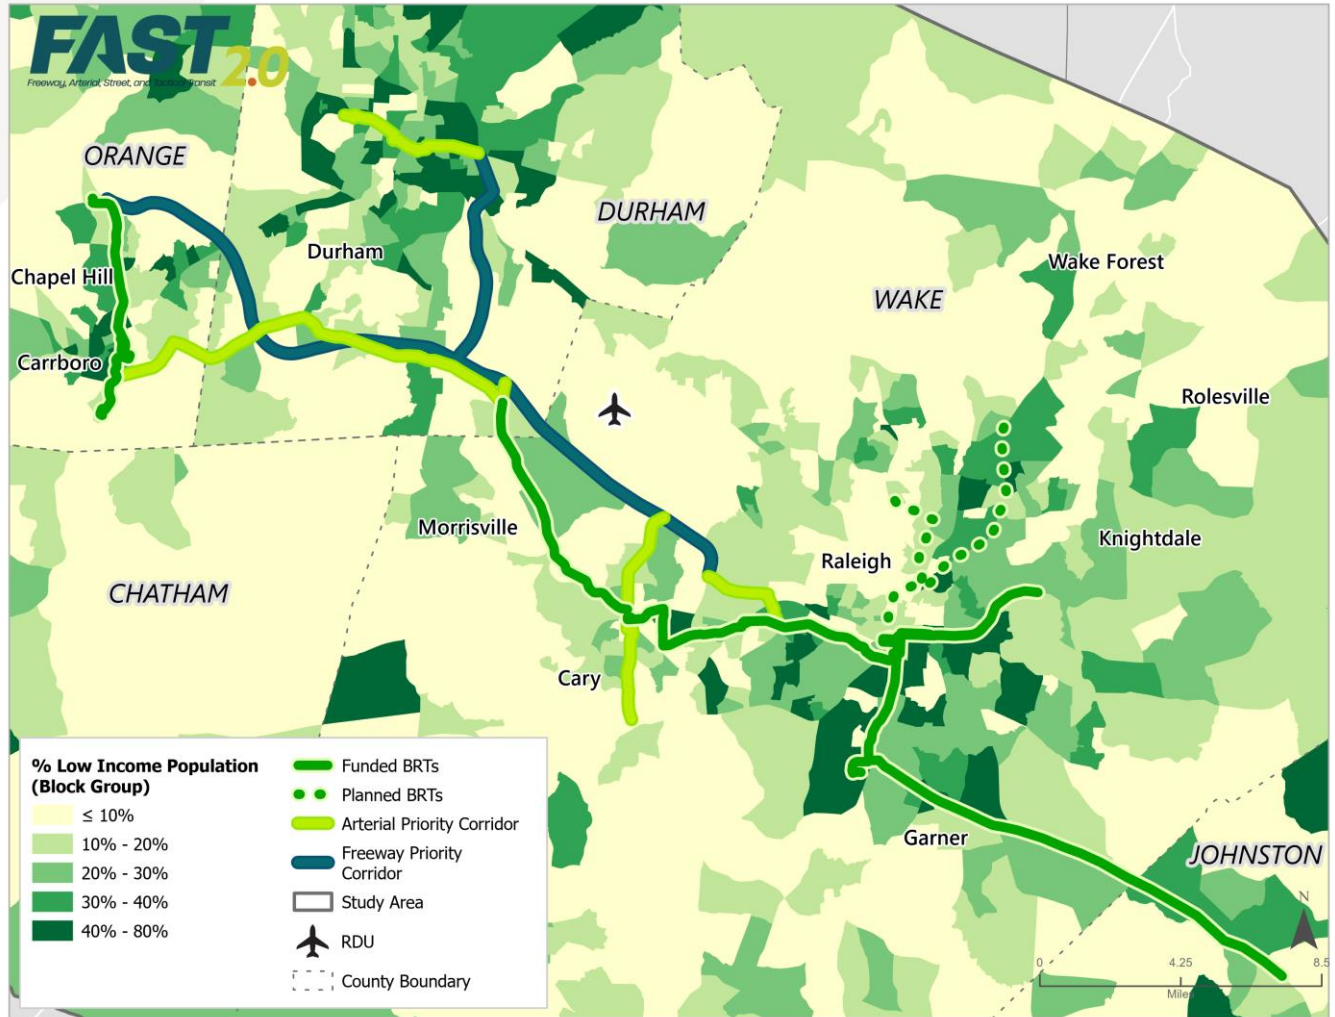 FAST 2.0
Freeway, Arterial, Street, and Tactical Transit
ORANGE
DURHAM
Durham
Chapel Hill
Wake Forest
WAKE
Carrboro
Rolesville
Morrisville
Knightdale
Raleigh
CHATHAM
Cary
Garner
JOHNSTON
% Low Income Population
(Block Group)
≤ 10%
10% - 20%
20% - 30%
30% - 40%
40% - 80%
Funded BRTs
Planned BRTs
Arterial Priority Corridor
Freeway Priority
Corridor
Study Area
RDU
County Boundary
N
0 4.25 8.5
Miles